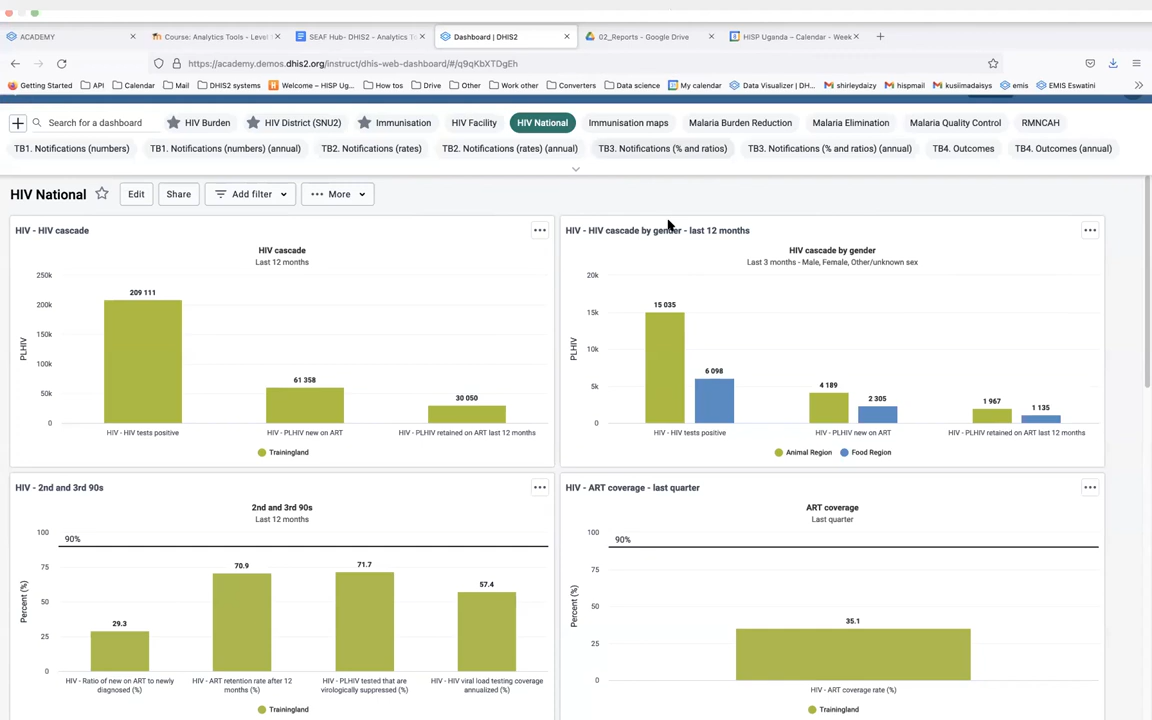 ACADEMY
Course: Analytics Tools - Level
SEAF Hub- DHIS2 - Analytics T
Dashboard | DHIS2
02_Reports - Google Drive
HISP Uganda – Calendar - Week
https://academy.demos.dhis2.org/instruct/dhis-web-dashboard/#/q9qKbXTDgEh
Getting Started
API
Calendar
Mail
DHIS2 systems
Welcome – HISP Ug...
How tos
Drive
Other
Work other
Converters
Data science
My calendar
shirleydaizy
hispmail
kusiimadaisys
Data Visualizer | DH...
emis
EMIS Eswatini
Search for a dashboard
HIV Burden
HIV District (SNU2)
Immunisation
HIV Facility
HIV National
Immunisation maps
Malaria Burden Reduction
Malaria Elimination
Malaria Quality Control
RMNCAH
TB1. Notifications (numbers)
TB1. Notifications (numbers) (annual)
TB2. Notifications (rates)
TB2. Notifications (rates) (annual)
TB3. Notifications (% and ratios)
TB3. Notifications (% and ratios) (annual)
TB4. Outcomes
TB4. Outcomes (annual)
HIV National
Edit
Share
Add filter
More
HIV - HIV cascade
HIV cascade
Last 12 months
250k
200k
150k
100k
50k
0
PLHIV
209 111
61 358
30 050
HIV - HIV tests positive
HIV - PLHIV new on ART
HIV - PLHIV retained on ART last 12 months
Trainingland
HIV - HIV cascade by gender - last 12 months
HIV cascade by gender
Last 3 months - Male, Female, Other/unknown sex
20k
15k
10k
5k
0
PLHIV
15 035
6 098
4 189
2 305
1 967
1 135
HIV - HIV tests positive
HIV - PLHIV new on ART
HIV - PLHIV retained on ART last 12 months
Animal Region
Food Region
HIV - 2nd and 3rd 90s
2nd and 3rd 90s
Last 12 months
100
75
50
25
0
Percent (%)
90%
29.3
70.9
71.7
57.4
HIV - Ratio of new on ART to newly
diagnosed (%)
HIV - ART retention rate after 12
months (%)
HIV - PLHIV tested that are
virologically suppressed (%)
HIV - HIV viral load testing coverage
annualized (%)
Trainingland
HIV - ART coverage - last quarter
ART coverage
Last quarter
100
75
50
25
0
Percent (%)
90%
35.1
HIV - ART coverage rate (%)
Trainingland